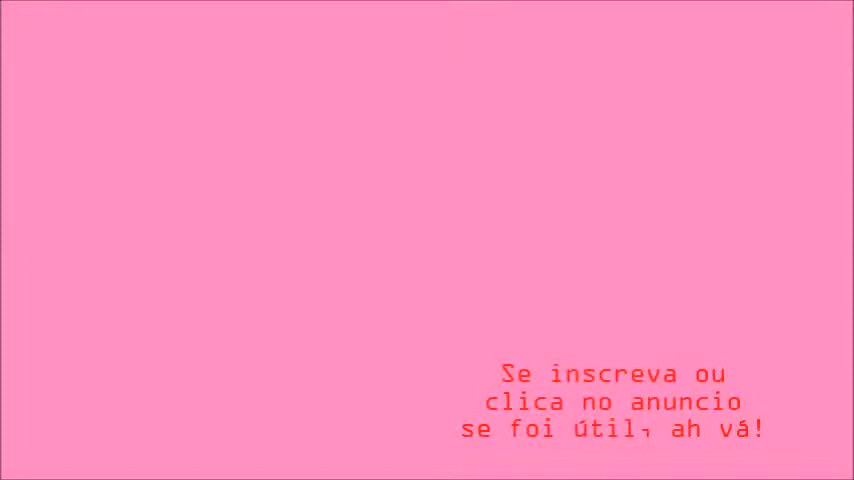 Se inscreva ou
clica no anuncio
se foi útil, ah vá!